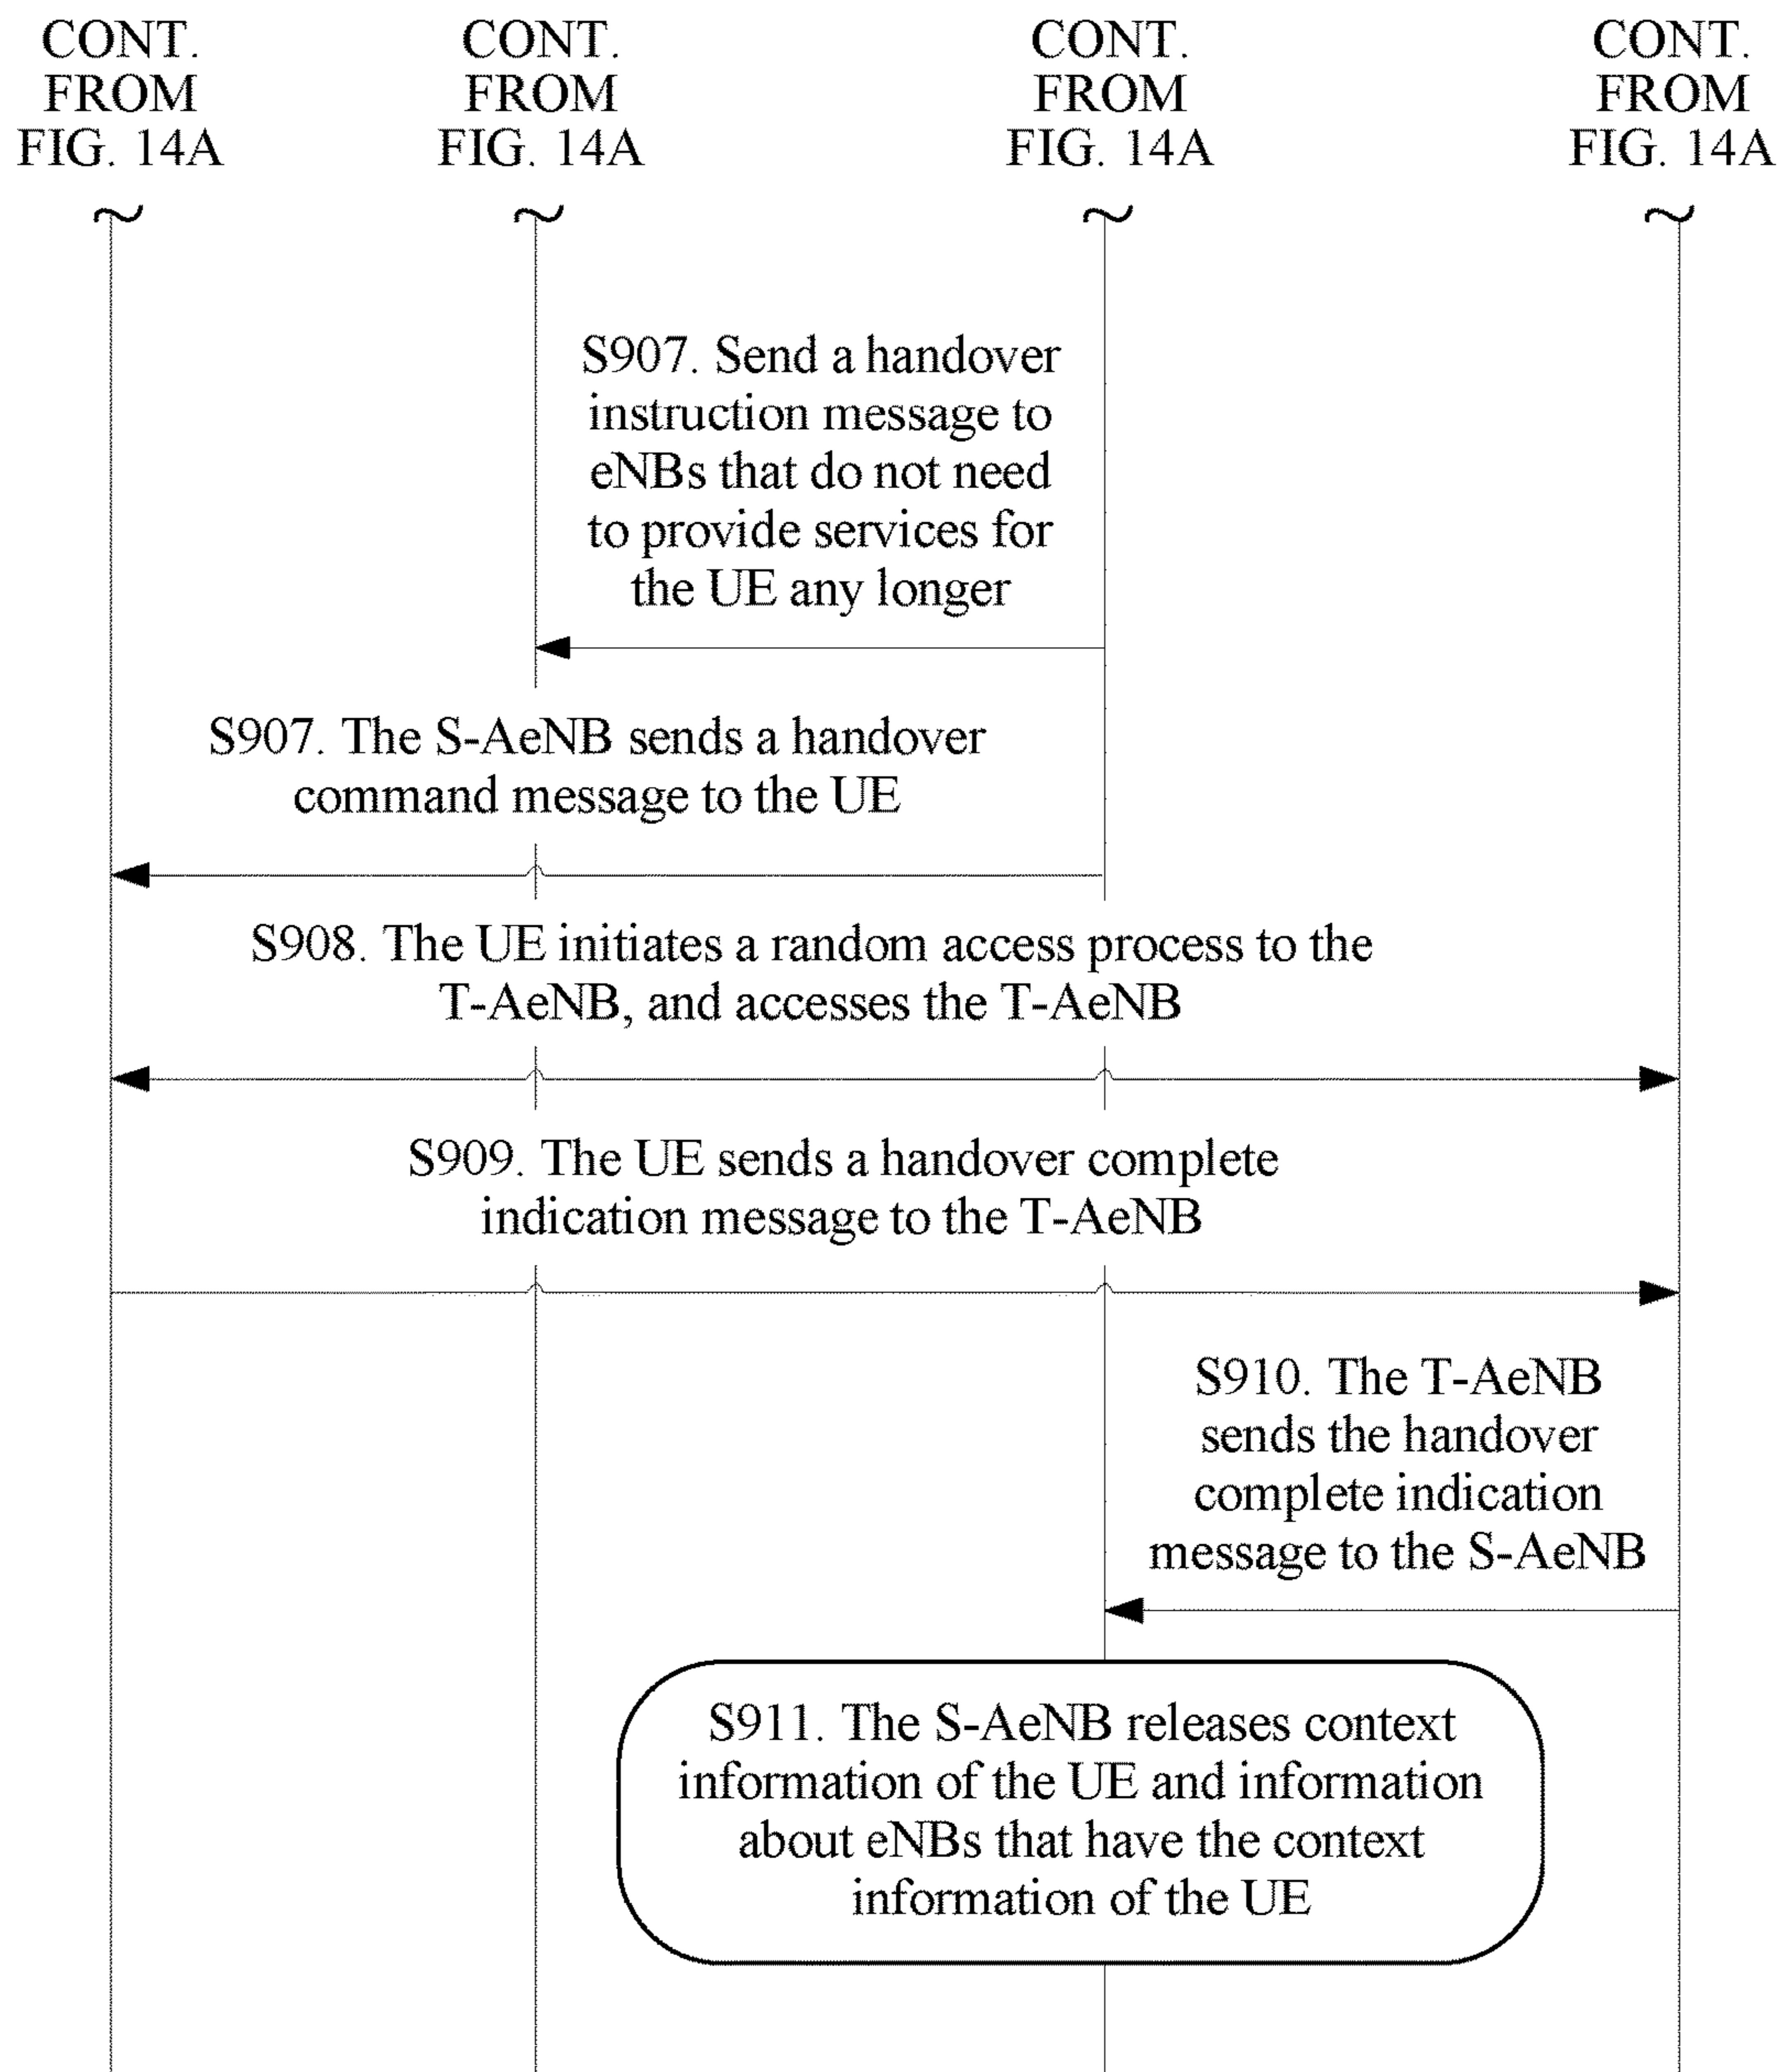 CONT.
FROM
FIG. 14A
CONT.
FROM
FIG. 14A
CONT.
FROM
FIG. 14A
CONT.
FROM
FIG. 14A
S907. Send a handover
instruction message to
eNBs that do not need
to provide services for
the UE any longer
S907. The S-AeNB sends a handover
command message to the UE
S908. The UE initiates a random access process to the
T-AeNB, and accesses the T-AeNB
S909. The UE sends a handover complete
indication message to the T-AeNB
S910. The T-AeNB
sends the handover
complete indication
message to the S-AeNB
S911. The S-AeNB releases context
information of the UE and information
about eNBs that have the context
information of the UE